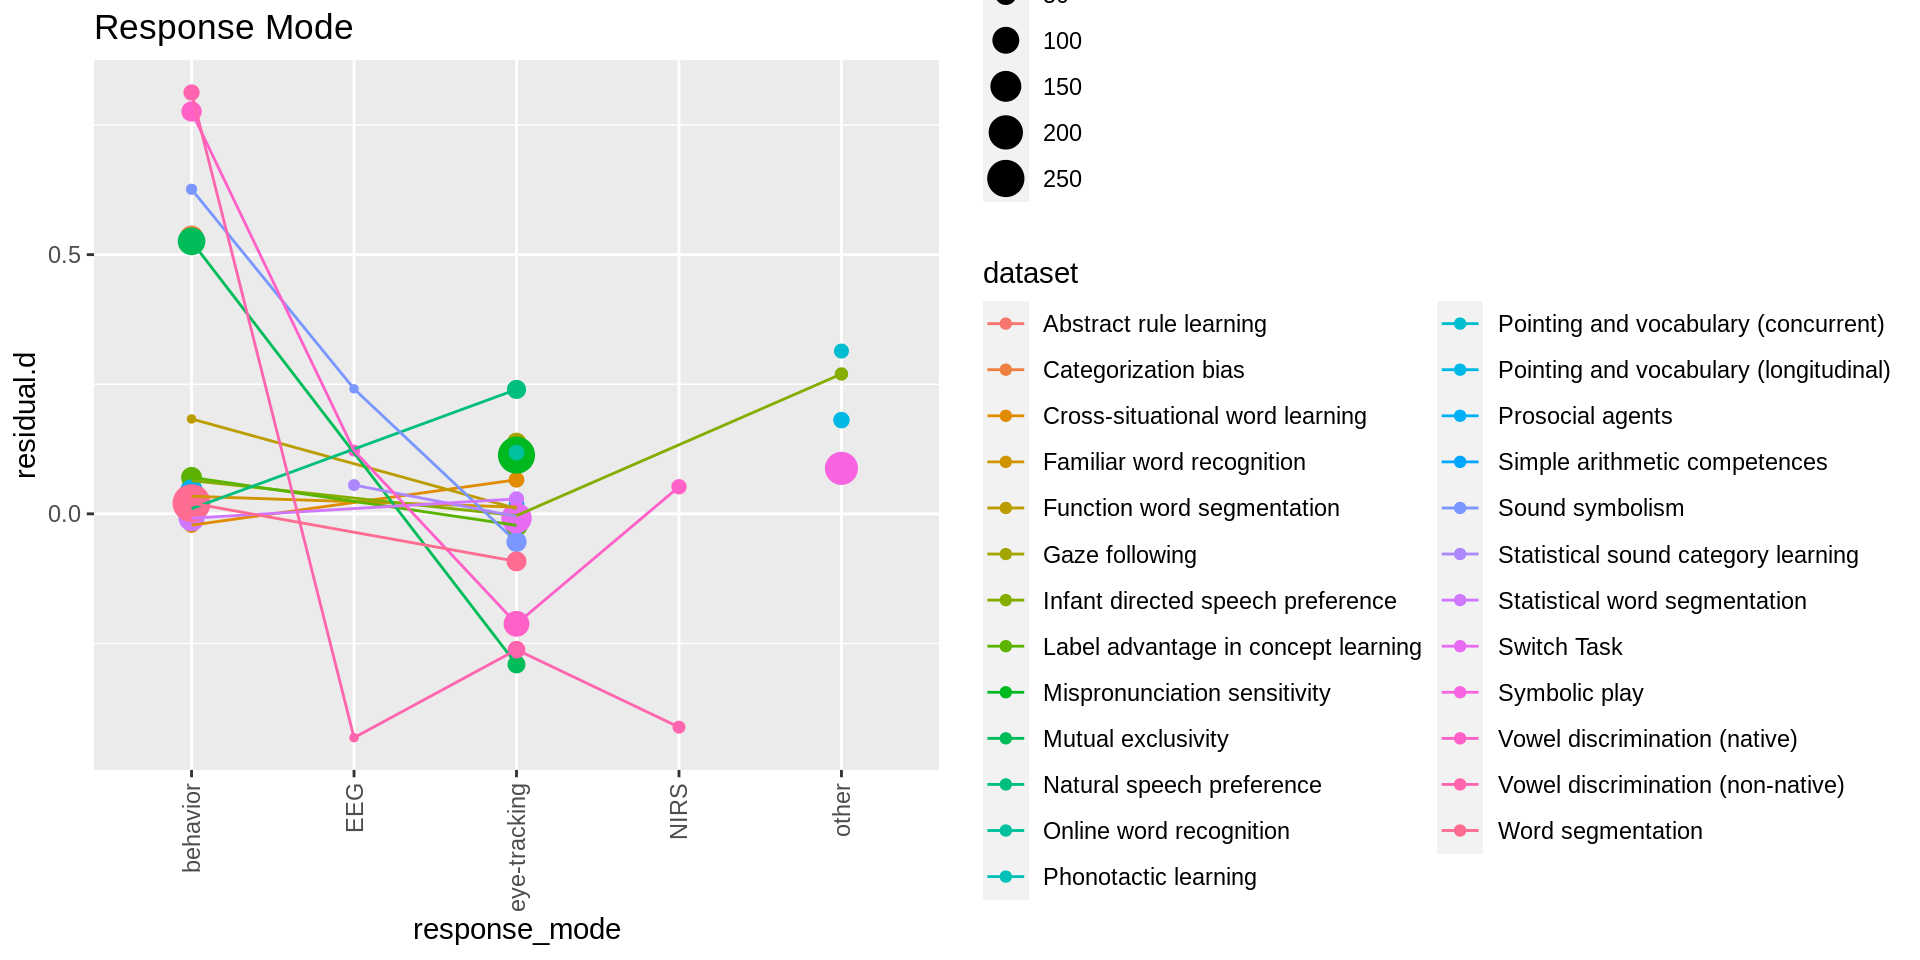 Response Mode
residual.d
0.5
0.0
behavior
EEG
eye-tracking
NIRS
other
response_mode
100
150
200
250
dataset
Abstract rule learning
Categorization bias
Cross-situational word learning
Familiar word recognition
Function word segmentation
Gaze following
Infant directed speech preference
Label advantage in concept learning
Mispronunciation sensitivity
Mutual exclusivity
Natural speech preference
Online word recognition
Phonotactic learning
Pointing and vocabulary (concurrent)
Pointing and vocabulary (longitudinal)
Prosocial agents
Simple arithmetic competences
Sound symbolism
Statistical sound category learning
Statistical word segmentation
Switch Task
Symbolic play
Vowel discrimination (native)
Vowel discrimination (non-native)
Word segmentation